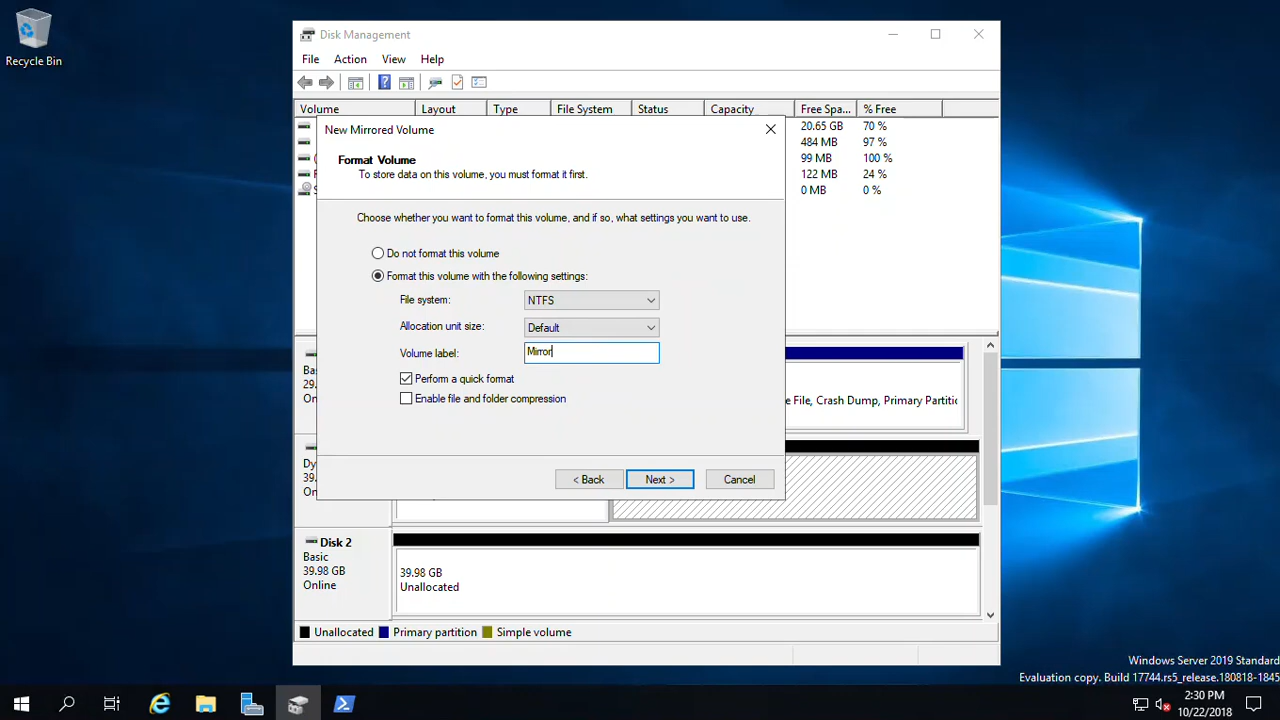 Recycle Bin
Disk Management
File Action View Help
Volume Layout Type File System Status Capacity Free Spa... % Free
20.65 GB 70 %
484 MB 97 %
99 MB 100 %
122 MB 24 %
0 MB 0 %
New Mirrored Volume
Format Volume
To store data on this volume, you must format it first.
Choose whether you want to format this volume, and if so, what settings you want to use.
Do not format this volume
Format this volume with the following settings:
File system: NTFS
Allocation unit size: Default
Volume label: Mirror
Perform a quick format
Enable file and folder compression
< Back Next > Cancel
e File, Crash Dump, Primary Partitic
Disk 2
Basic
39.98 GB
Online
39.98 GB
Unallocated
Unallocated Primary partition Simple volume
Windows Server 2019 Standard
Evaluation copy. Build 17744.rs5_release.180818-1845
2:30 PM
10/22/2018